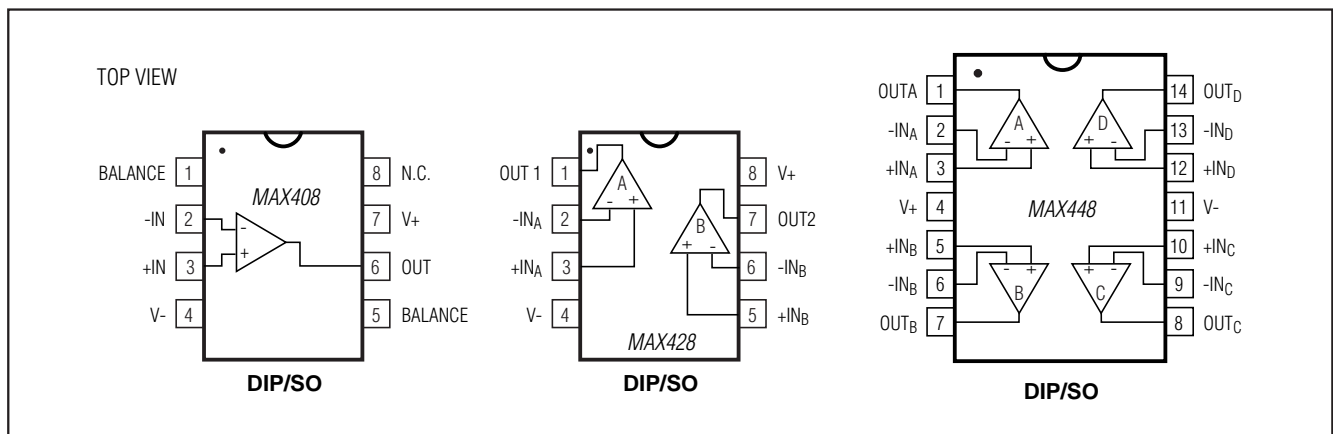 TOP VIEW
BALANCE 1
-IN 2
+IN 3
V- 4
8 N.C.
7 V+
6 OUT
5 BALANCE
MAX408
-
+
DIP/SO
OUT 1 1
-INA 2
+INA 3
V- 4
8 V+
7 OUT2
6 -INB
5 +INB
A
- +
B
+ -
MAX428
DIP/SO
OUTA 1
-INA 2
+INA 3
V+ 4
+INB 5
-INB 6
OUTB 7
14 OUTD
13 -IND
12 +IND
11 V-
10 +INC
9 -INC
8 OUTC
A
- +
D
+ -
MAX448
- +
B
+ -
C
DIP/SO